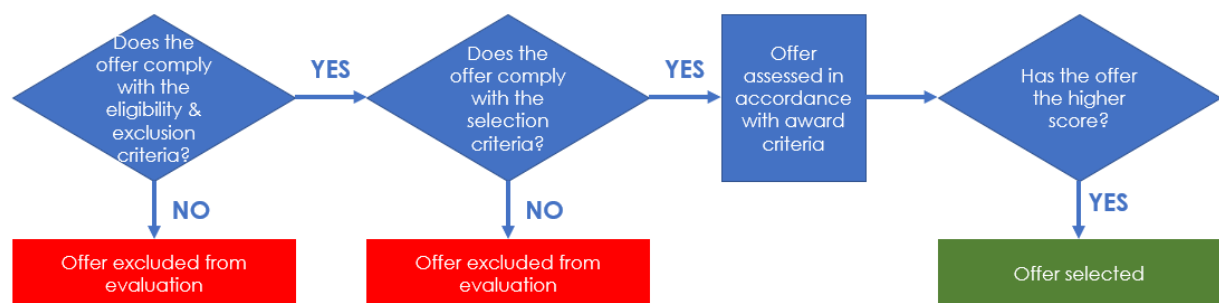 Does the
offer comply
with the
eligibility &
exclusion
criteria?
YES
Does the
offer comply
with the
selection
criteria?
YES
Offer
assessed in
accordance
with award
criteria
Has the offer
the higher
score?
NO
NO
YES
Offer excluded from
evaluation
Offer excluded from
evaluation
Offer selected